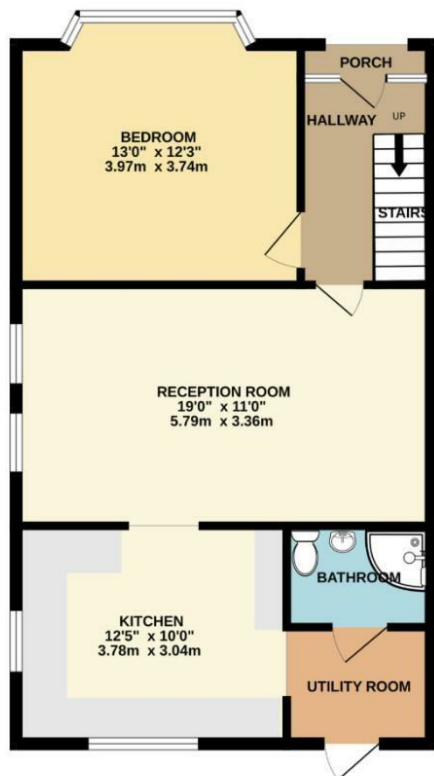 PORCH
HALLWAY
UP
STAIRS
BEDROOM
13'0" x 12'3"
3.97m x 3.74m
RECEPTION ROOM
19'0" x 11'0"
5.79m x 3.36m
BATHROOM
KITCHEN
12'5" x 10'0"
3.78m x 3.04m
UTILITY ROOM